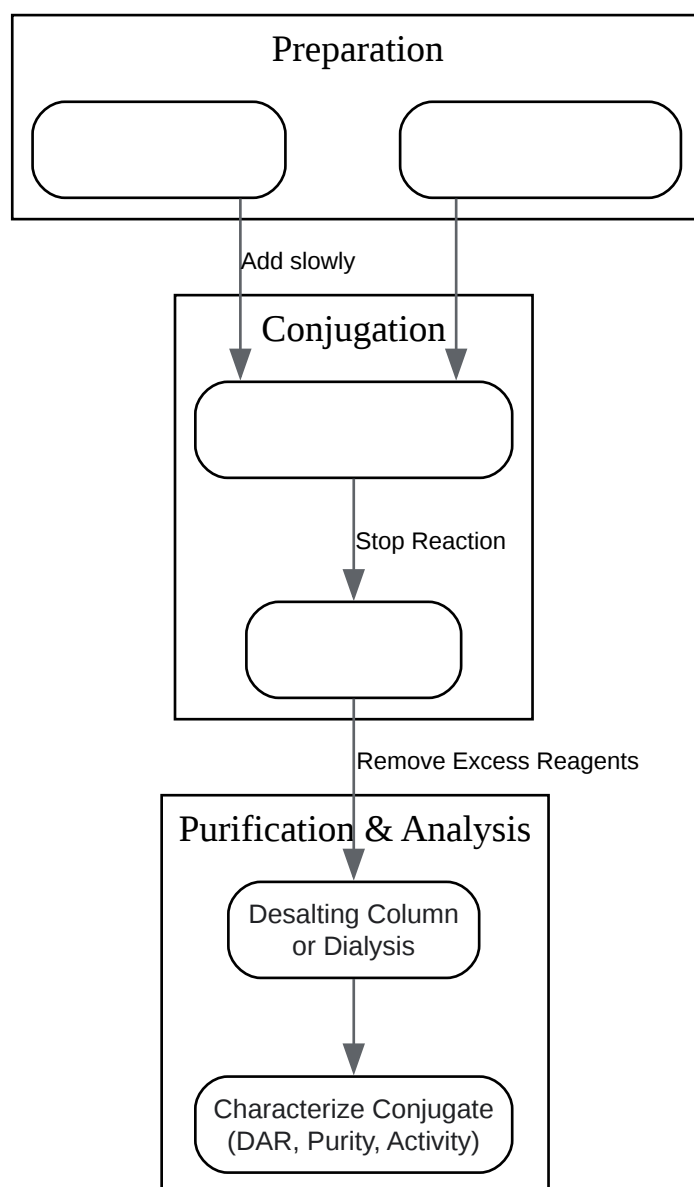 Preparation
Add slowly
Conjugation
Stop Reaction
Remove Excess Reagents
Purification & Analysis
Desalting Column
or Dialysis
Characterize Conjugate
(DAR, Purity, Activity)